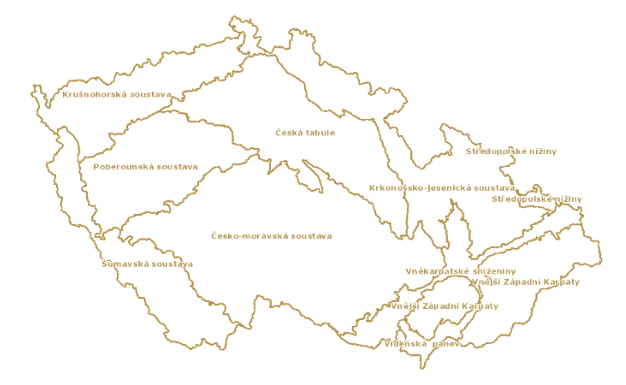 Krušnohorská soustava
Česká tabule
Středopolské nížiny
Poberounská soustava
Krkonošsko-jesenická soustava
Středopolské nížiny
Česko-moravská soustava
Šumavská soustava
Vněkarpatské sníženiny
Vnější Západní Karpaty
Vnější Západní Karpaty
Vídeňská pánev